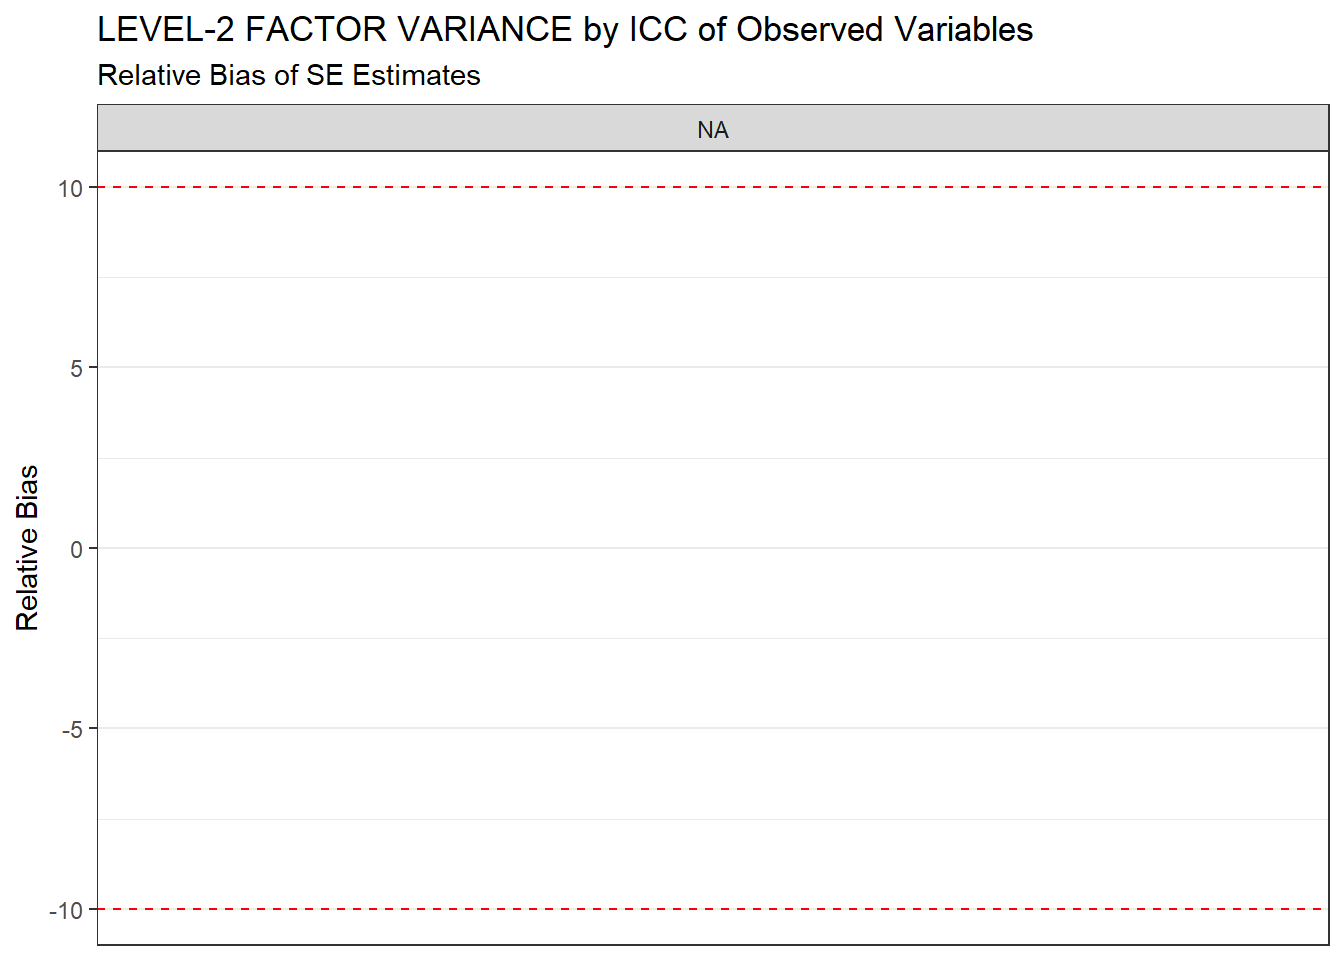 LEVEL-2 FACTOR VARIANCE by ICC of Observed Variables
Relative Bias of SE Estimates
NA
10
5
0
-5
-10
Relative Bias